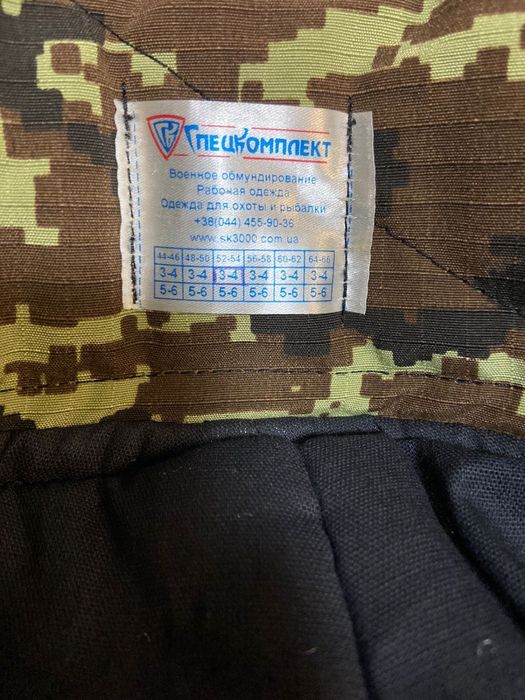 СПЕЦКОМПЛЕКТ
Военное обмундирование
Рабочая одежда
Одежда для охоты и рыбалки
+38(044) 455-90-36
www.sk3000.com.ua
44-46 48-50 52-54 56-58 60-62 64-66
3-4 3-4 3-4 3-4 3-4 3-4
5-6 5-6 5-6 5-6 5-6 5-6